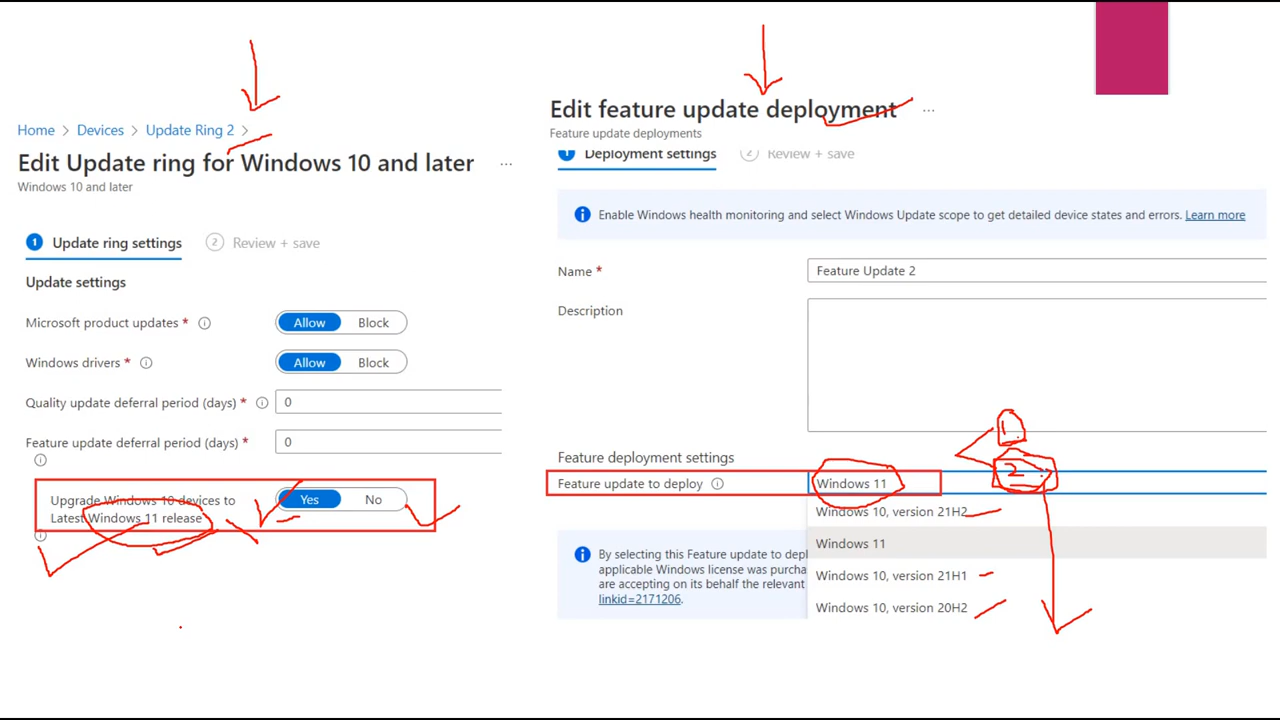 Home > Devices > Update Ring 2 >
Edit Update ring for Windows 10 and later ...
Windows 10 and later
1 Update ring settings 2 Review + save
Update settings
Microsoft product updates * Allow Block
Windows drivers * Allow Block
Quality update deferral period (days) * 0
Feature update deferral period (days) * 0
Upgrade Windows 10 devices to
Latest Windows 11 release
Yes No
Edit feature update deployment ...
Feature update deployments
1 Deployment settings 2 Review + save
Enable Windows health monitoring and select Windows Update scope to get detailed device states and errors. Learn more
Name * Feature Update 2
Description
1
2
Feature deployment settings
Feature update to deploy Windows 11
Windows 10, version 21H2
Windows 11
Windows 10, version 21H1
Windows 10, version 20H2
By selecting this Feature update to depl
applicable Windows license was purcha
are accepting on its behalf the relevant
linkid=2171206.